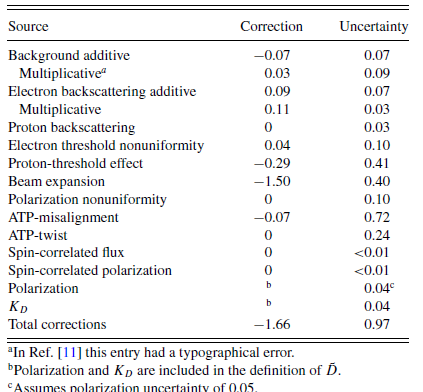 Source Correction Uncertainty
Background additive −0.07 0.07
Multiplicativeᵃ 0.03 0.09
Electron backscattering additive 0.09 0.07
Multiplicative 0.11 0.03
Proton backscattering 0 0.03
Electron threshold nonuniformity 0.04 0.10
Proton-threshold effect −0.29 0.41
Beam expansion −1.50 0.40
Polarization nonuniformity 0 0.10
ATP-misalignment −0.07 0.72
ATP-twist 0 0.24
Spin-correlated flux 0 <0.01
Spin-correlated polarization 0 <0.01
Polarization ᵇ 0.04ᶜ
K_D ᵇ 0.04
Total corrections −1.66 0.97
ᵃIn Ref. [11] this entry had a typographical error.
ᵇPolarization and K_D are included in the definition of D̃.
ᶜAssumes polarization uncertainty of 0.05.